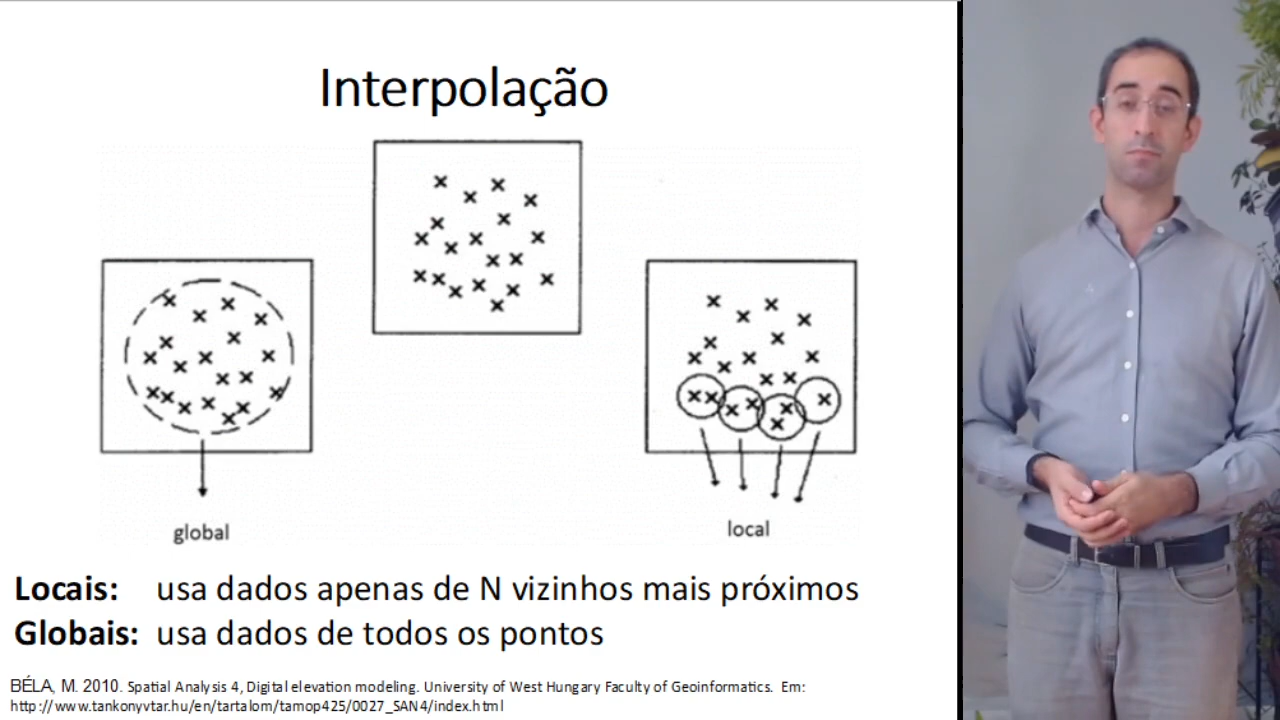 Interpolação
global
local
Locais: usa dados apenas de N vizinhos mais próximos
Globais: usa dados de todos os pontos
BÉLA, M. 2010. Spatial Analysis 4, Digital elevation modeling. University of West Hungary Faculty of Geoinformatics. Em:
http://www.tankonyvtar.hu/en/tartalom/tamop425/0027_SAN4/index.html